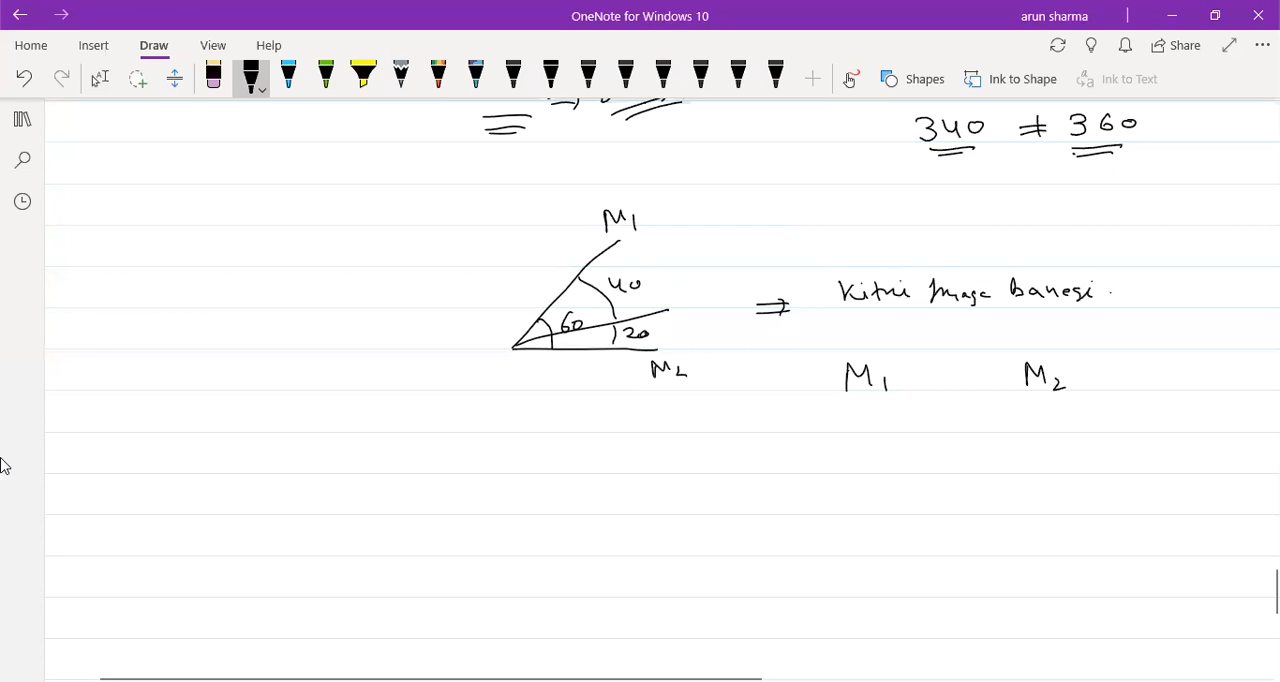 OneNote for Windows 10
arun sharma
Home Insert Draw View Help
Share
Shapes Ink to Shape Ink to Text
340 ≠ 360
M1
40
60
20
M2
⇒ Kitni Image banegi.
M1 M2